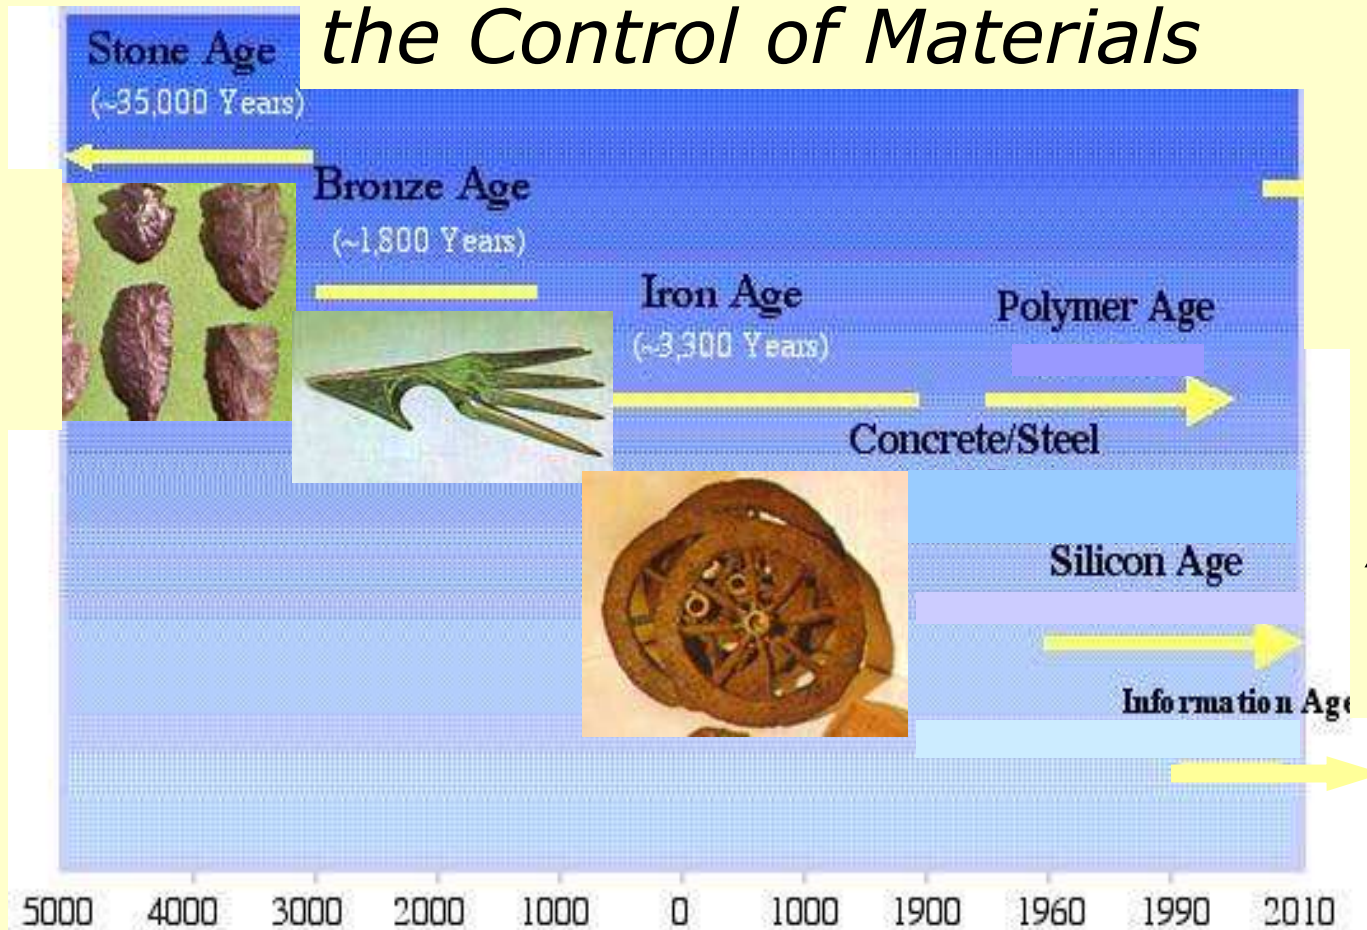 the Control of Materials
Stone Age
(~35,000 Years)
Bronze Age
(~1,800 Years)
Iron Age
(~3,300 Years)
Polymer Age
Concrete/Steel
Silicon Age
Information Age
5000 4000 3000 2000 1000 0 1000 1900 1960 1990 2010